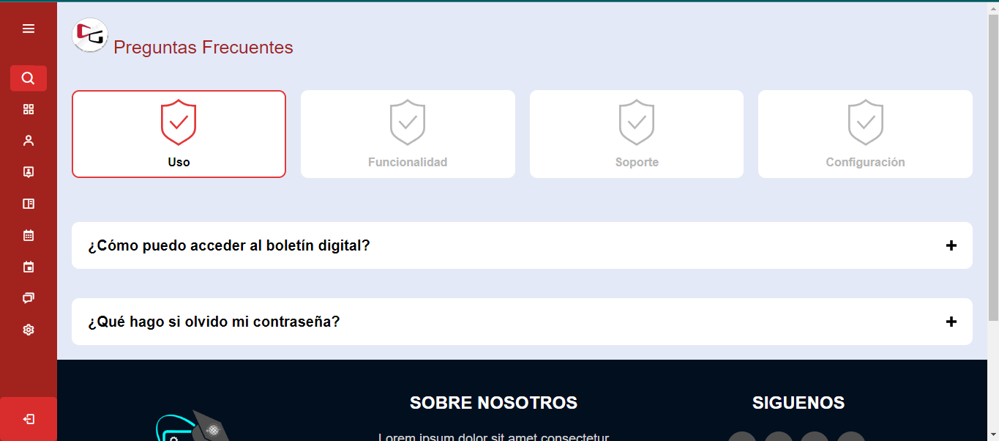 Preguntas Frecuentes
Uso
Funcionalidad
Soporte
Configuración
¿Cómo puedo acceder al boletín digital?
¿Qué hago si olvido mi contraseña?
SOBRE NOSOTROS
SIGUENOS
Lorem ipsum dolor sit amet consectetur